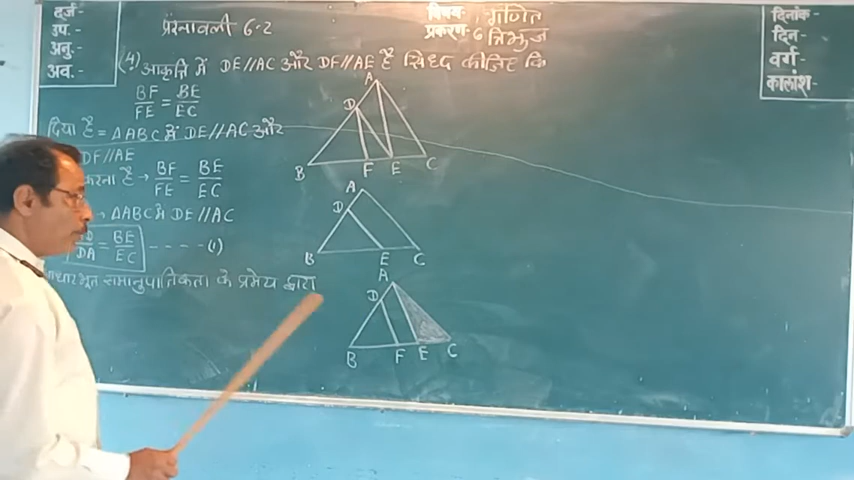 दर्ज-
उप.-
अनु.-
अव.-
प्रश्नावली 6.2
विषय- गणित
प्रकरण-6 त्रिभुज
दिनांक-
दिन-
वर्ग-
कालांश-
(4) आकृति में DE//AC और DF//AE है सिध्द कीजिए कि
BF/FE = BE/EC
दिया है = △ABC में DE//AC और
DF//AE
करना है → BF/FE = BE/EC
→ △ABC में DE//AC
DA = BE/EC ---- (1)
आधारभूत समानुपातिकता के प्रमेय द्वारा
A
D
B
F
E
C
A
D
B
E
C
A
D
B
F
E
C